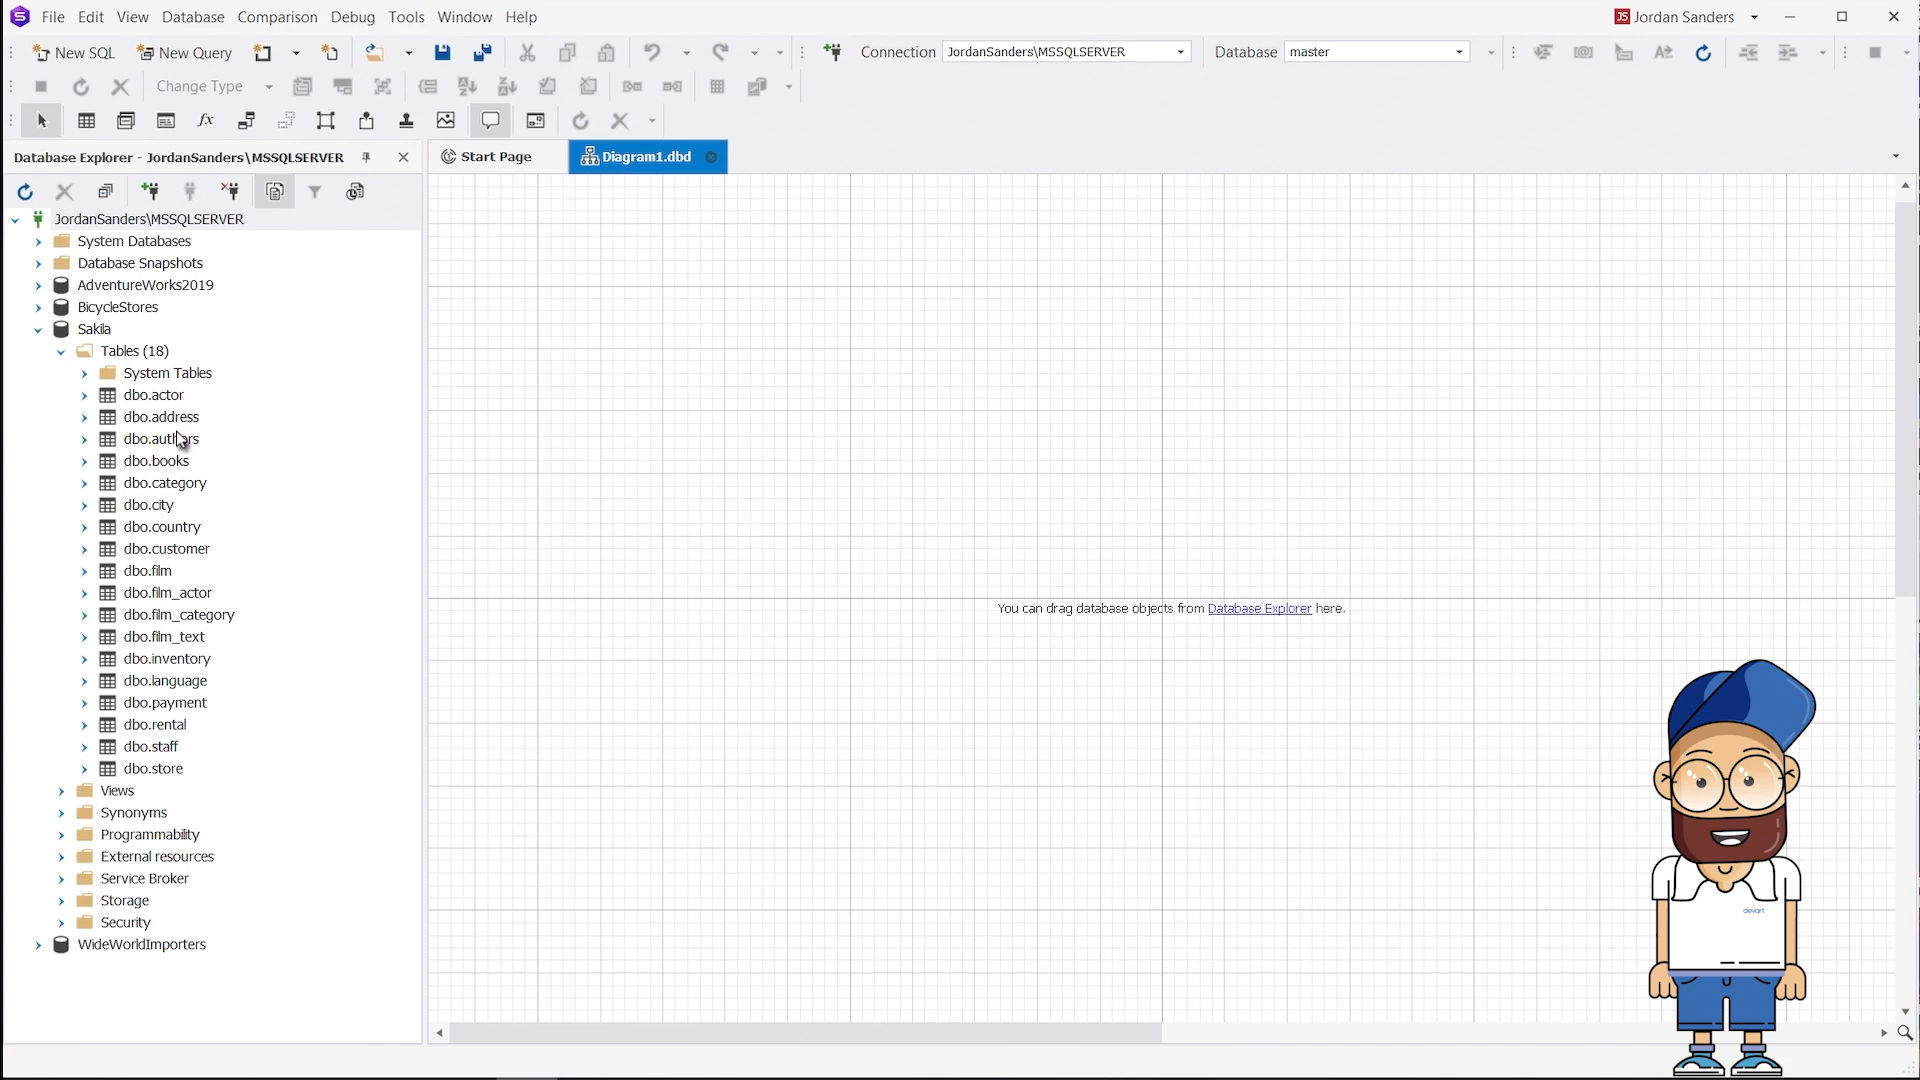 File Edit View Database Comparison Debug Tools Window Help
JS Jordan Sanders
New SQL New Query Connection JordanSanders\MSSQLSERVER Database master
Change Type
fx
Database Explorer - JordanSanders\MSSQLSERVER
Start Page
Diagram1.dbd
JordanSanders\MSSQLSERVER
System Databases
Database Snapshots
AdventureWorks2019
BicycleStores
Sakila
Tables (18)
System Tables
dbo.actor
dbo.address
dbo.authors
dbo.books
dbo.category
dbo.city
dbo.country
dbo.customer
dbo.film
dbo.film_actor
dbo.film_category
dbo.film_text
dbo.inventory
dbo.language
dbo.payment
dbo.rental
dbo.staff
dbo.store
Views
Synonyms
Programmability
External resources
Service Broker
Storage
Security
WideWorldImporters
You can drag database objects from Database Explorer here.
devart